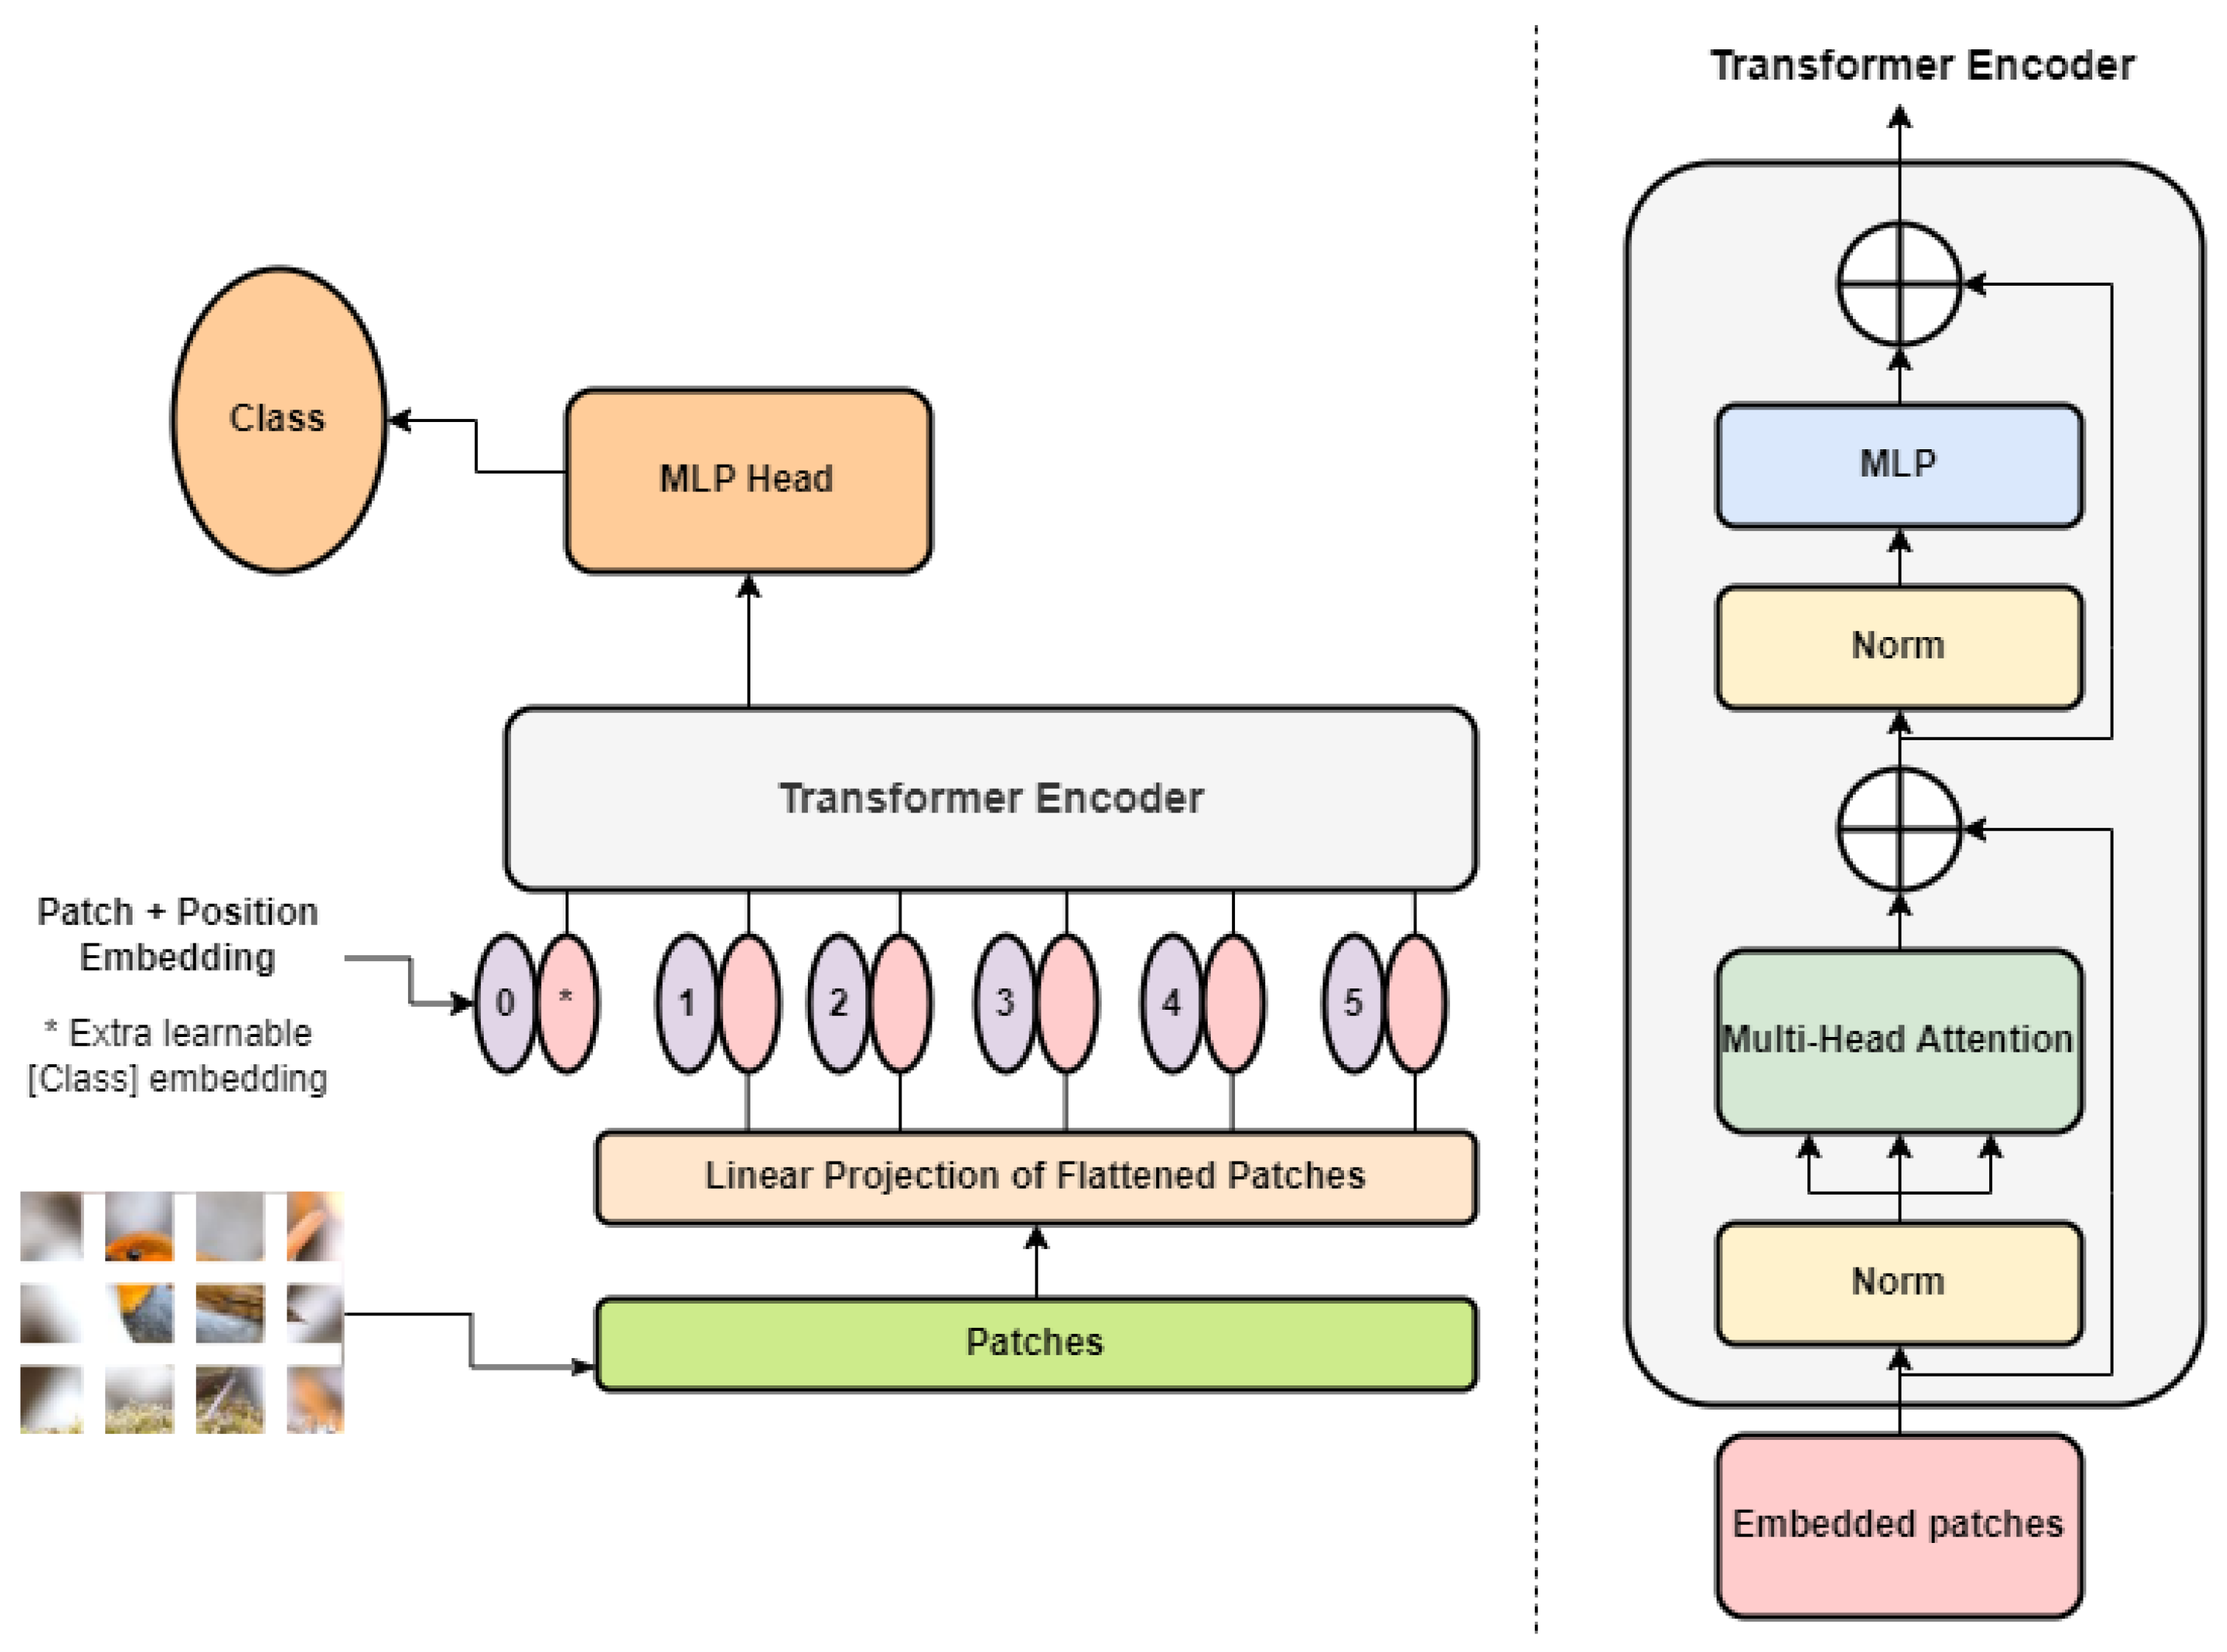 Transformer Encoder
Class
MLP Head
Transformer Encoder
Patch + Position
Embedding
* Extra learnable
[Class] embedding
0 * 1 2 3 4 5
Linear Projection of Flattened Patches
Patches
MLP
Norm
Multi-Head Attention
Norm
Embedded patches